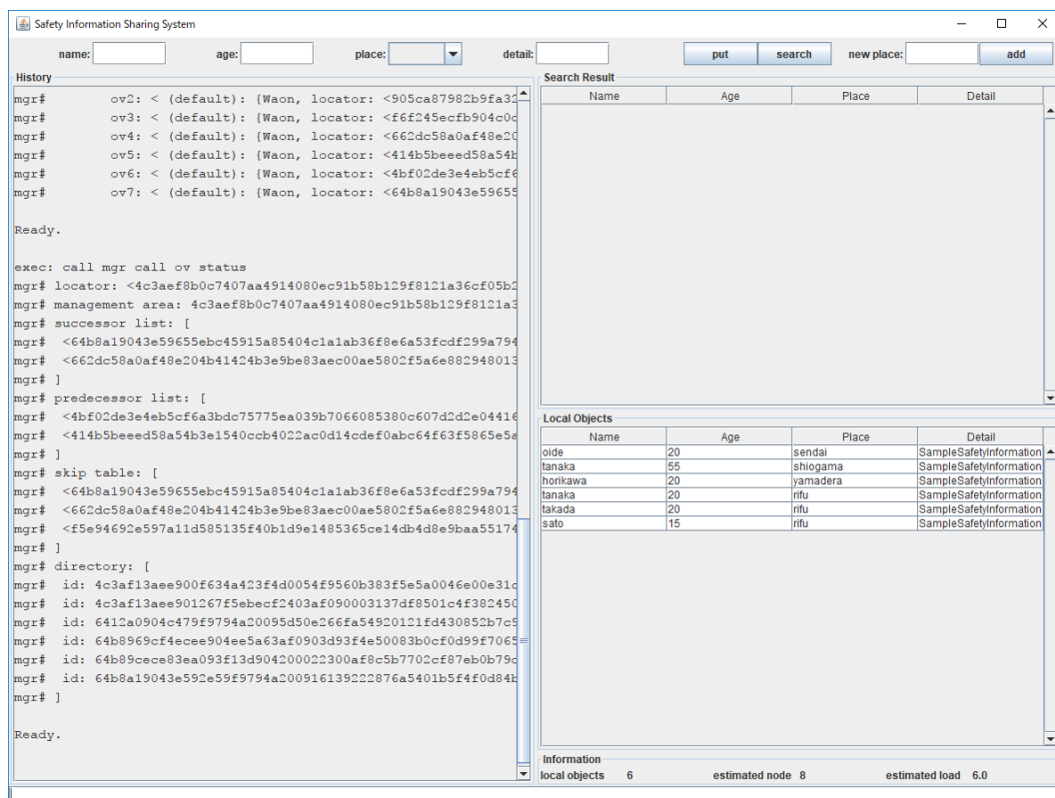 Safety Information Sharing System
name: age: place: detail: put search new place: add
History
mgr# ov2: < (default): {Waon, locator: <905ca87982b9fa32
mgr# ov3: < (default): {Waon, locator: <f6f245ecfb904c0c
mgr# ov4: < (default): {Waon, locator: <662dc58a0af48e20
mgr# ov5: < (default): {Waon, locator: <414b5beeed58a54b
mgr# ov6: < (default): {Waon, locator: <4bf02de3e4eb5cf6
mgr# ov7: < (default): {Waon, locator: <64b8a19043e59655
Ready.
exec: call mgr call ov status
mgr# locator: <4c3aef8b0c7407aa4914080ec91b58b129f8121a36cf05b2
mgr# management area: 4c3aef8b0c7407aa4914080ec91b58b129f8121a3
mgr# successor list: [
mgr# <64b8a19043e59655ebc45915a85404c1a1ab36f8e6a53fcdf299a794
mgr# <662dc58a0af48e204b41424b3e9be83aec00ae5802f5a6e882948013
mgr# ]
mgr# predecessor list: [
mgr# <4bf02de3e4eb5cf6a3bdc75775ea039b7066085380c607d2d2e04416
mgr# <414b5beeed58a54b3e1540ccb4022ac0d14cdef0abc64f63f5865e5a
mgr# ]
mgr# skip table: [
mgr# <64b8a19043e59655ebc45915a85404c1a1ab36f8e6a53fcdf299a794
mgr# <662dc58a0af48e204b41424b3e9be83aec00ae5802f5a6e882948013
mgr# <f5e94692e597a11d585135f40b1d9e1485365ce14db4d8e9baa55174
mgr# ]
mgr# directory: [
mgr# id: 4c3af13aee900f634a423f4d0054f9560b383f5e5a0046e00e31c
mgr# id: 4c3af13aee901267f5ebecf2403af090003137df8501c4f382450
mgr# id: 6412a0904c479f9794a20095d50e266fa54920121fd430852b7c9
mgr# id: 64b8969cf4ecee904ee5a63af0903d93f4e50083b0cf0d99f7065
mgr# id: 64b89cece83ea093f13d904200022300af8c5b7702cf87eb0b79c
mgr# id: 64b8a19043e592e59f9794a200916139222876a5401b5f4f0d84b
mgr# ]
Ready.
Search Result
Name Age Place Detail
Local Objects
Name Age Place Detail
oide 20 sendai SampleSafetyInformation
tanaka 55 shiogama SampleSafetyInformation
horikawa 20 yamadera SampleSafetyInformation
tanaka 20 rifu SampleSafetyInformation
takada 20 rifu SampleSafetyInformation
sato 15 rifu SampleSafetyInformation
Information
local objects 6 estimated node 8 estimated load 6.0